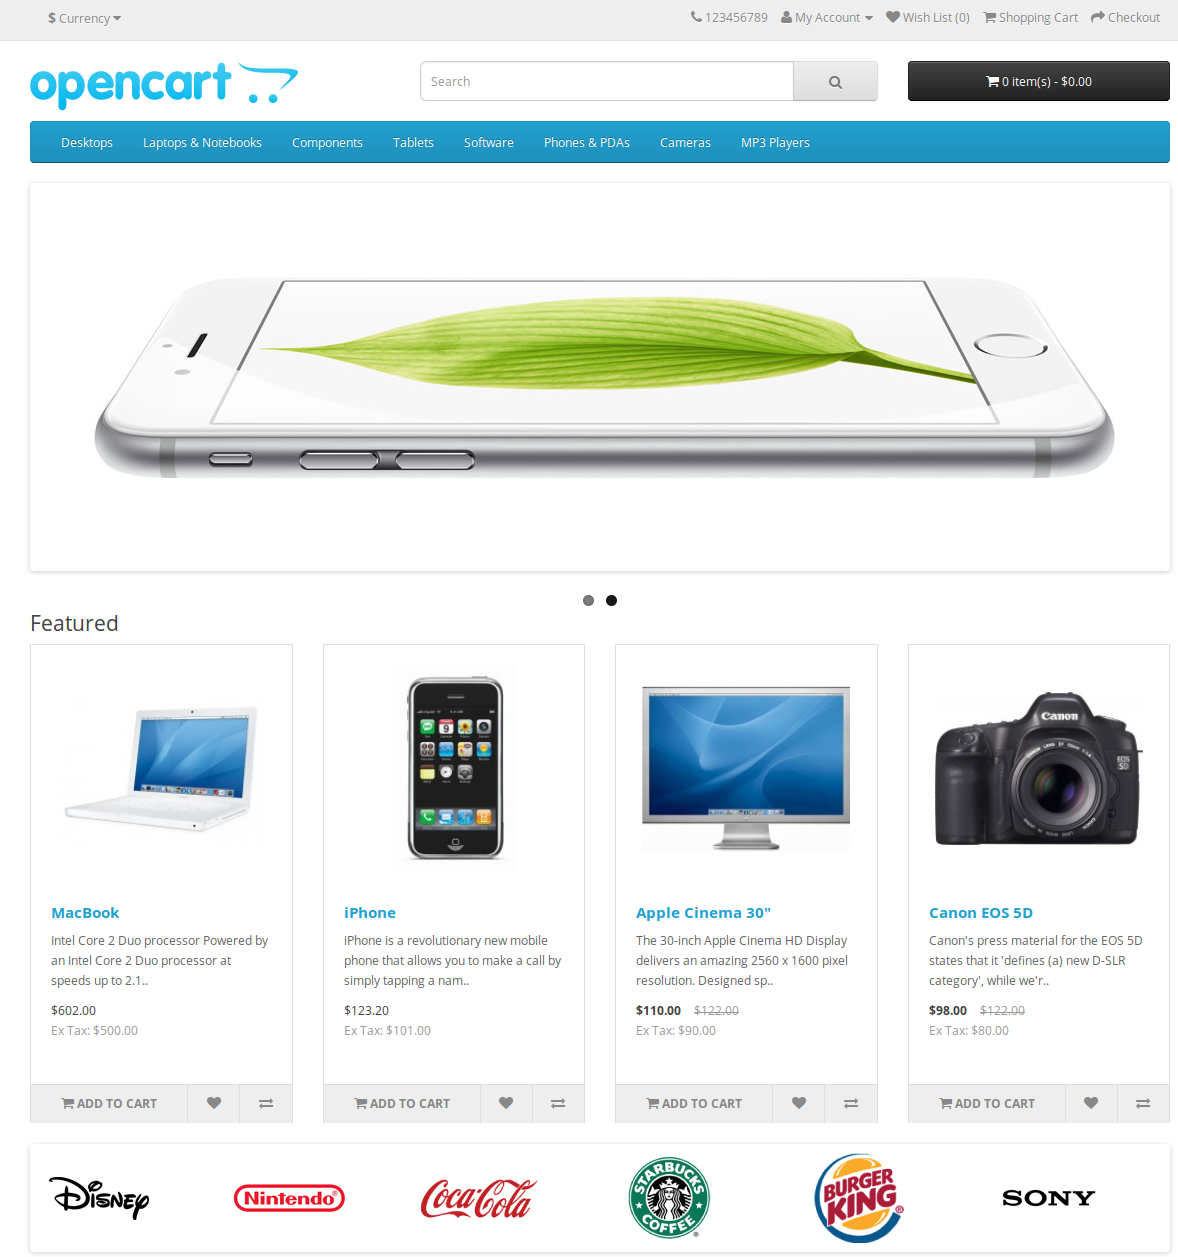 $ Currency
123456789 My Account Wish List (0) Shopping Cart Checkout
opencart
Search
0 item(s) - $0.00
Desktops Laptops & Notebooks Components Tablets Software Phones & PDAs Cameras MP3 Players
Featured
Canon
EOS
5D
MacBook
Intel Core 2 Duo processor Powered by
an Intel Core 2 Duo processor at
speeds up to 2.1..
$602.00
Ex Tax: $500.00
ADD TO CART
iPhone
iPhone is a revolutionary new mobile
phone that allows you to make a call by
simply tapping a nam..
$123.20
Ex Tax: $101.00
ADD TO CART
Apple Cinema 30"
The 30-inch Apple Cinema HD Display
delivers an amazing 2560 x 1600 pixel
resolution. Designed sp..
$110.00 $122.00
Ex Tax: $90.00
ADD TO CART
Canon EOS 5D
Canon's press material for the EOS 5D
states that it 'defines (a) new D-SLR
category', while we'r..
$98.00 $122.00
Ex Tax: $80.00
ADD TO CART
Disney
Nintendo®
Coca-Cola
STARBUCKS
COFFEE®
BURGER
KING®
SONY